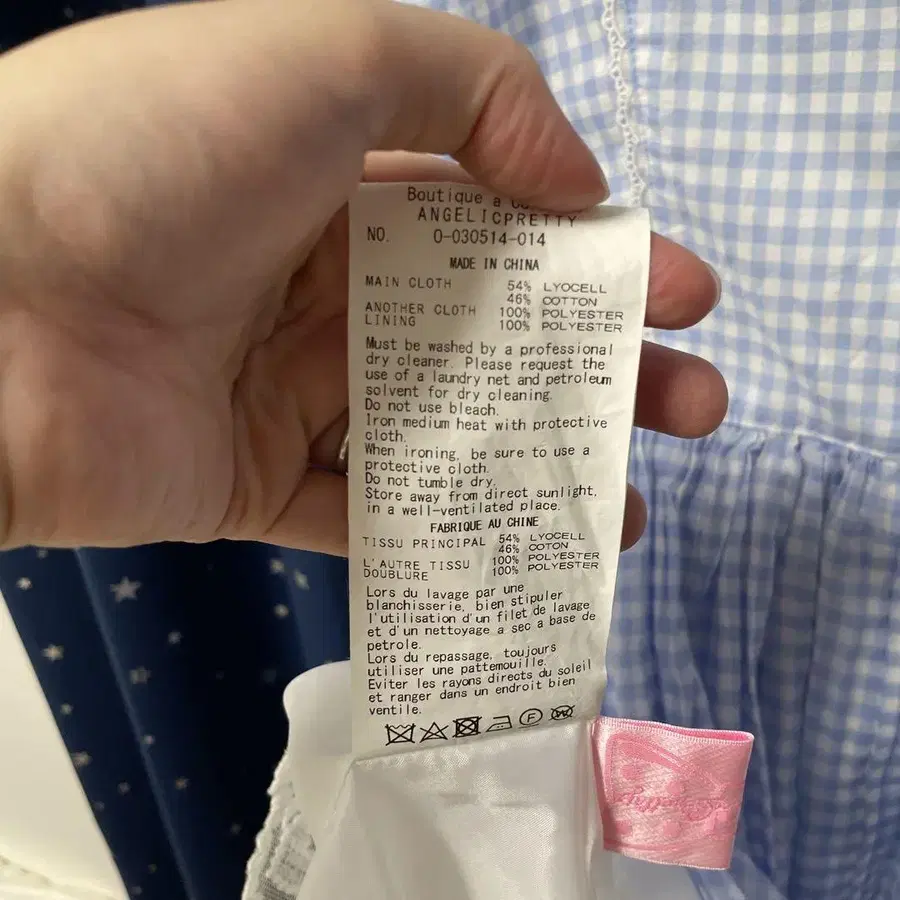 Boutique a
ANGELICPRETTY
NO. 0-030514-014
MADE IN CHINA
MAIN CLOTH 54% LYOCELL
46% COTTON
ANOTHER CLOTH 100% POLYESTER
LINING 100% POLYESTER
Must be washed by a professional
dry cleaner. Please request the
use of a laundry net and petroleum
solvent for dry cleaning.
Do not use bleach.
Iron medium heat with protective
cloth.
When ironing, be sure to use a
protective cloth.
Do not tumble dry.
Store away from direct sunlight,
in a well-ventilated place.
FABRIQUE AU CHINE
TISSU PRINCIPAL 54% LYOCELL
46% COTON
L'AUTRE TISSU 100% POLYESTER
DOUBLURE 100% POLYESTER
Lors du lavage par une
blanchisserie, bien stipuler
l'utilisation d'un filet de lavage
et d'un nettoyage a sec a base de
petrole.
Lors du repassage, toujours
utiliser une pattemouille.
Eviter les rayons directs du soleil
et ranger dans un endroit bien
ventile.
F
W